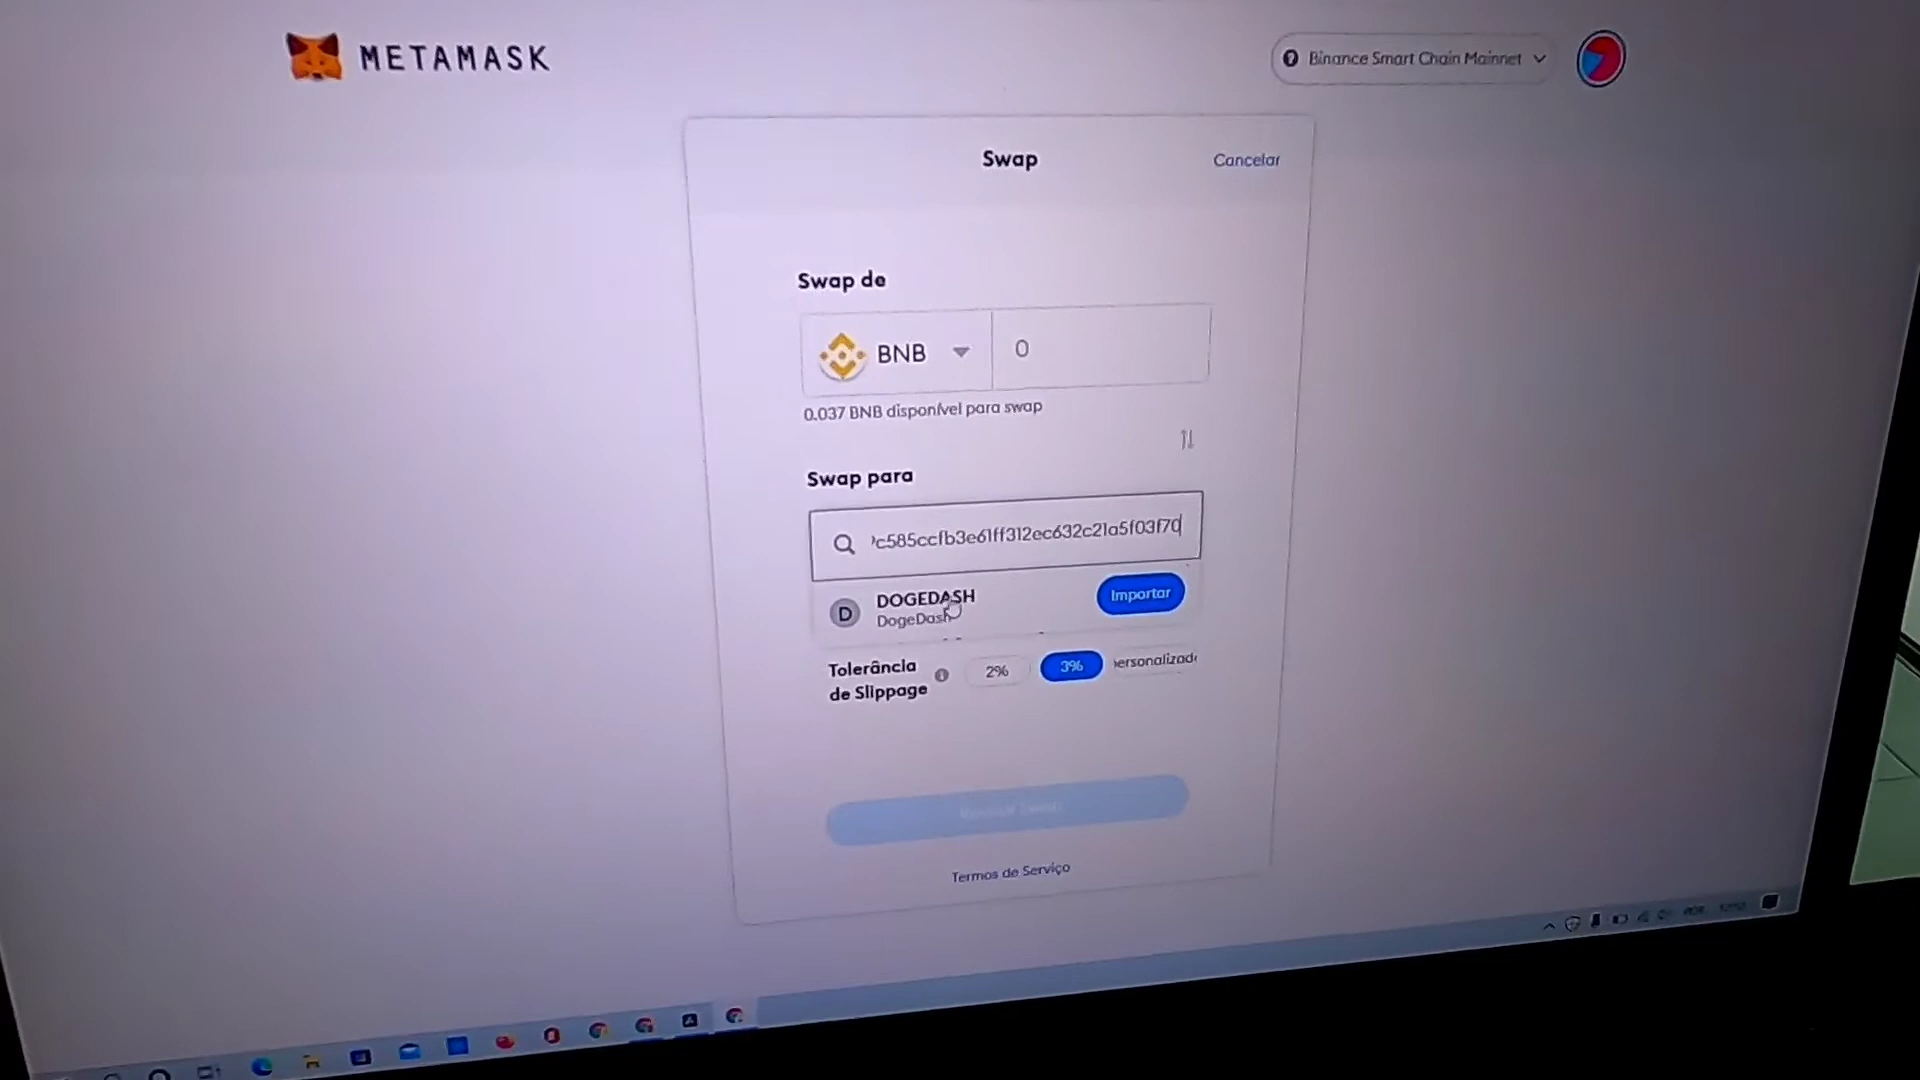 METAMASK
Binance Smart Chain Mainnet
Swap
Cancelar
Swap de
BNB
0
0.037 BNB disponível para swap
Swap para
c585ccfb3e61ff312ec632c21a5f03f70
DOGEDASH
DogeDash
Importar
Tolerância
de Slippage
2%
3%
personalizado
Termos de Serviço